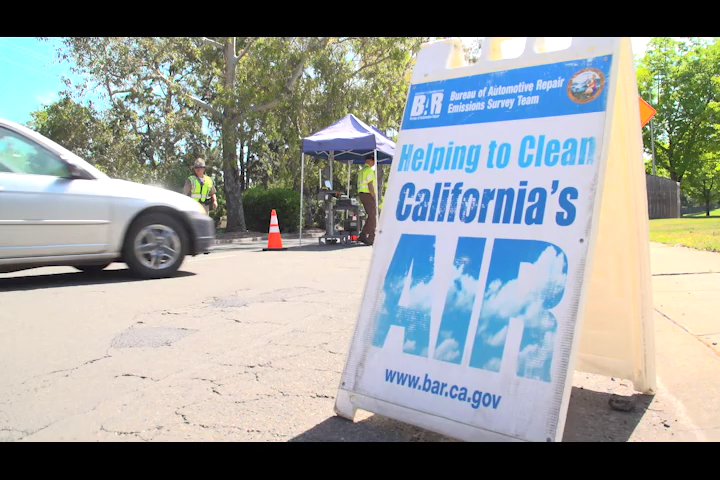 BAR
Bureau of Automotive Repair
Emissions Survey Team
Helping to Clean
California's
AIR
www.bar.ca.gov